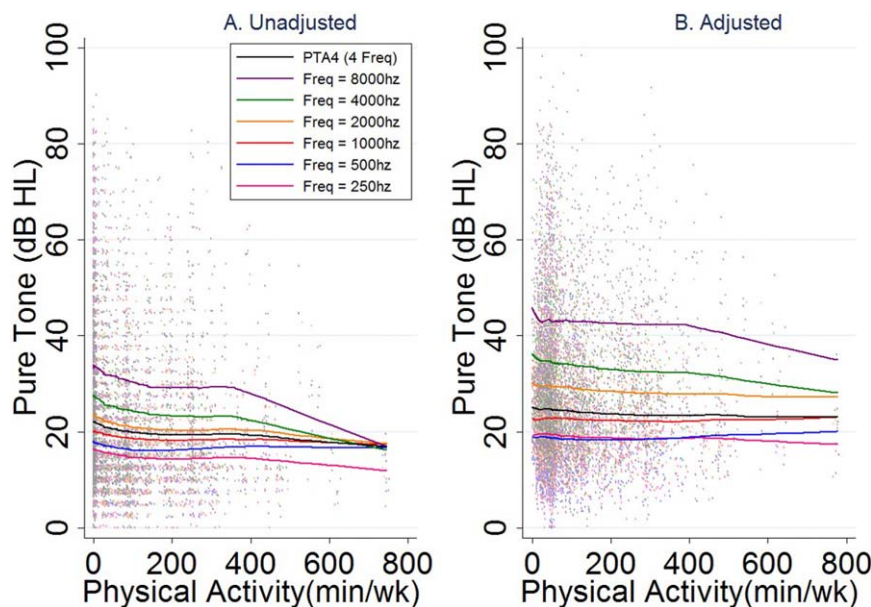 A. Unadjusted
B. Adjusted
PTA4 (4 Freq)
Freq = 8000hz
Freq = 4000hz
Freq = 2000hz
Freq = 1000hz
Freq = 500hz
Freq = 250hz
Pure Tone (dB HL)
100
80
60
40
20
0
0 200 400 600 800
Physical Activity(min/wk)
Pure Tone (dB HL)
100
80
60
40
20
0
0 200 400 600 800
Physical Activity(min/wk)